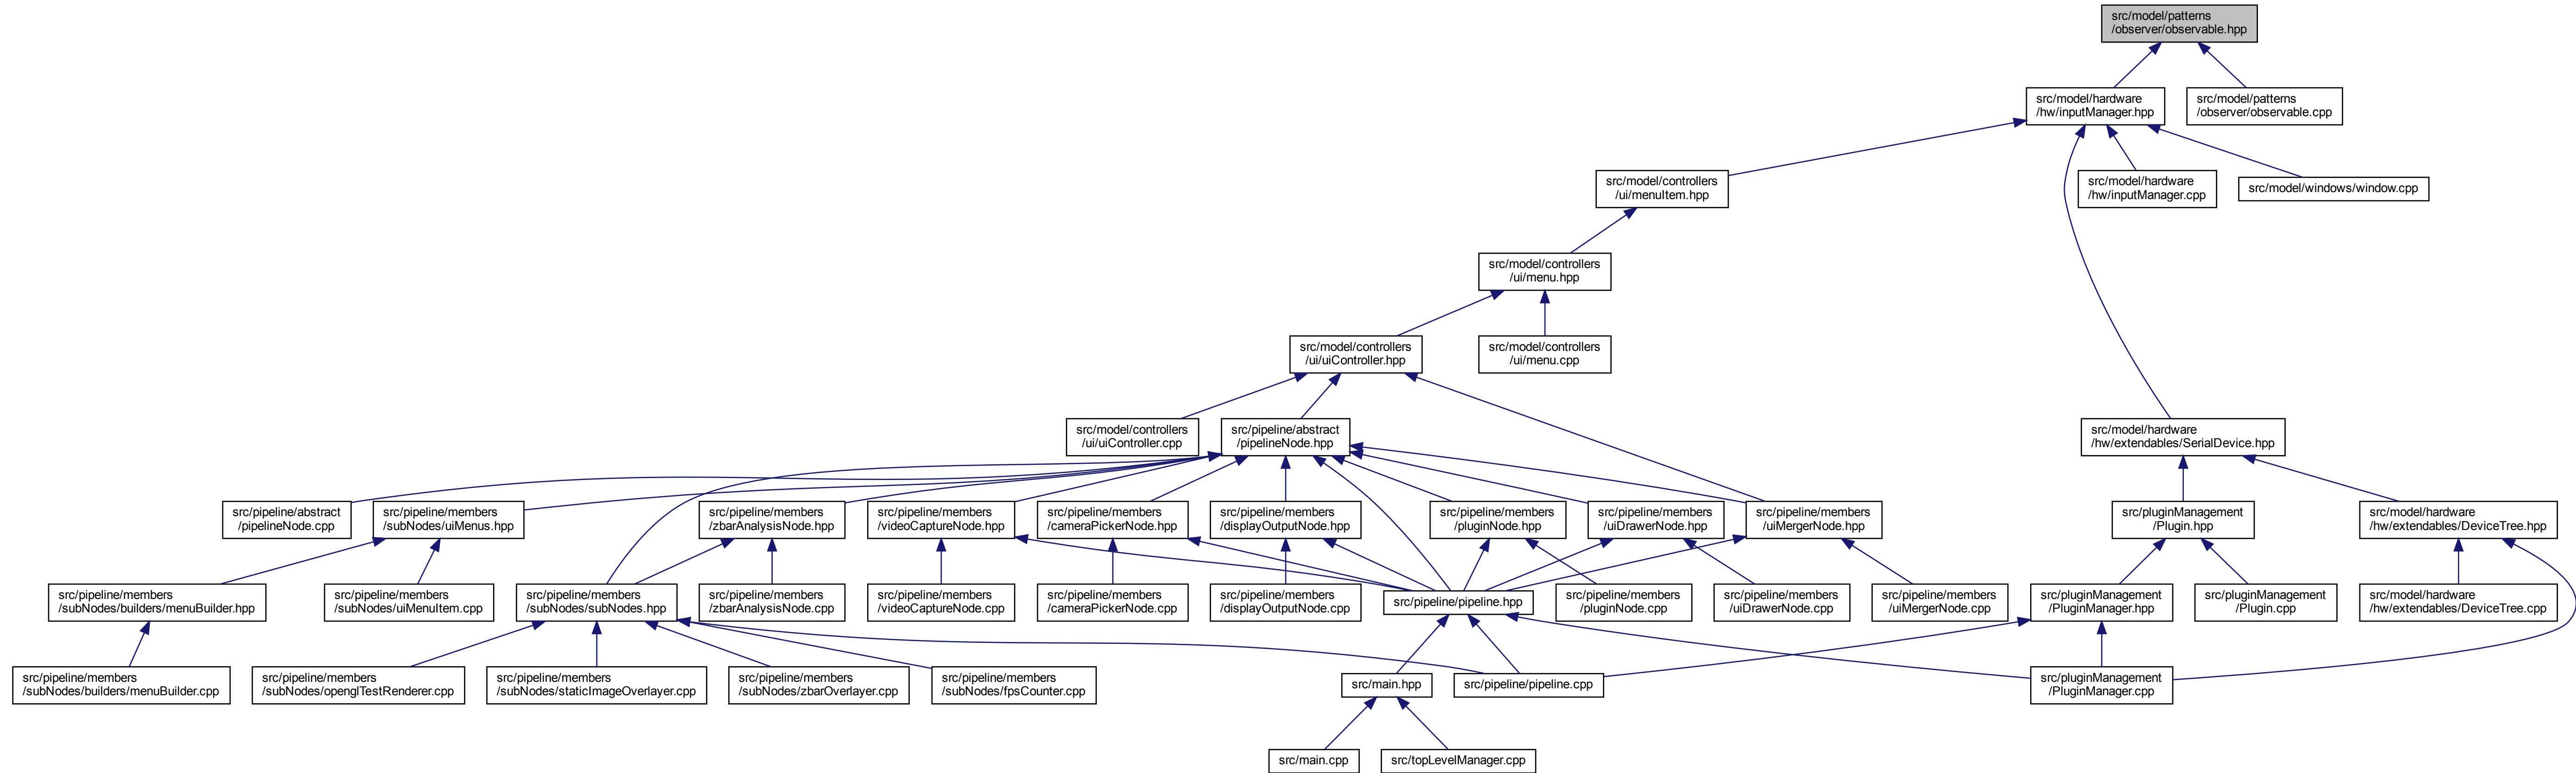 src/model/patterns
/observer/observable.hpp
src/model/hardware
/hw/inputManager.hpp
src/model/patterns
/observer/observable.cpp
src/model/controllers
/ui/menuItem.hpp
src/model/hardware
/hw/inputManager.cpp
src/model/windows/window.cpp
src/model/controllers
/ui/menu.hpp
src/model/controllers
/ui/uiController.hpp
src/model/controllers
/ui/menu.cpp
src/model/controllers
/ui/uiController.cpp
src/pipeline/abstract
/pipelineNode.hpp
src/model/hardware
/hw/extendables/SerialDevice.hpp
src/pipeline/abstract
/pipelineNode.cpp
src/pipeline/members
/subNodes/uiMenus.hpp
src/pipeline/members
/zbarAnalysisNode.hpp
src/pipeline/members
/videoCaptureNode.hpp
src/pipeline/members
/cameraPickerNode.hpp
src/pipeline/members
/displayOutputNode.hpp
src/pipeline/members
/pluginNode.hpp
src/pipeline/members
/uiDrawerNode.hpp
src/pipeline/members
/uiMergerNode.hpp
src/pluginManagement
/Plugin.hpp
src/model/hardware
/hw/extendables/DeviceTree.hpp
src/pipeline/members
/subNodes/builders/menuBuilder.hpp
src/pipeline/members
/subNodes/uiMenuItem.cpp
src/pipeline/members
/subNodes/subNodes.hpp
src/pipeline/members
/zbarAnalysisNode.cpp
src/pipeline/members
/videoCaptureNode.cpp
src/pipeline/members
/cameraPickerNode.cpp
src/pipeline/members
/displayOutputNode.cpp
src/pipeline/pipeline.hpp
src/pipeline/members
/pluginNode.cpp
src/pipeline/members
/uiDrawerNode.cpp
src/pipeline/members
/uiMergerNode.cpp
src/pluginManagement
/PluginManager.hpp
src/pluginManagement
/Plugin.cpp
src/model/hardware
/hw/extendables/DeviceTree.cpp
src/pipeline/members
/subNodes/builders/menuBuilder.cpp
src/pipeline/members
/subNodes/openglTestRenderer.cpp
src/pipeline/members
/subNodes/staticImageOverlayer.cpp
src/pipeline/members
/subNodes/zbarOverlayer.cpp
src/pipeline/members
/subNodes/fpsCounter.cpp
src/main.hpp
src/pipeline/pipeline.cpp
src/pluginManagement
/PluginManager.cpp
src/main.cpp
src/topLevelManager.cpp